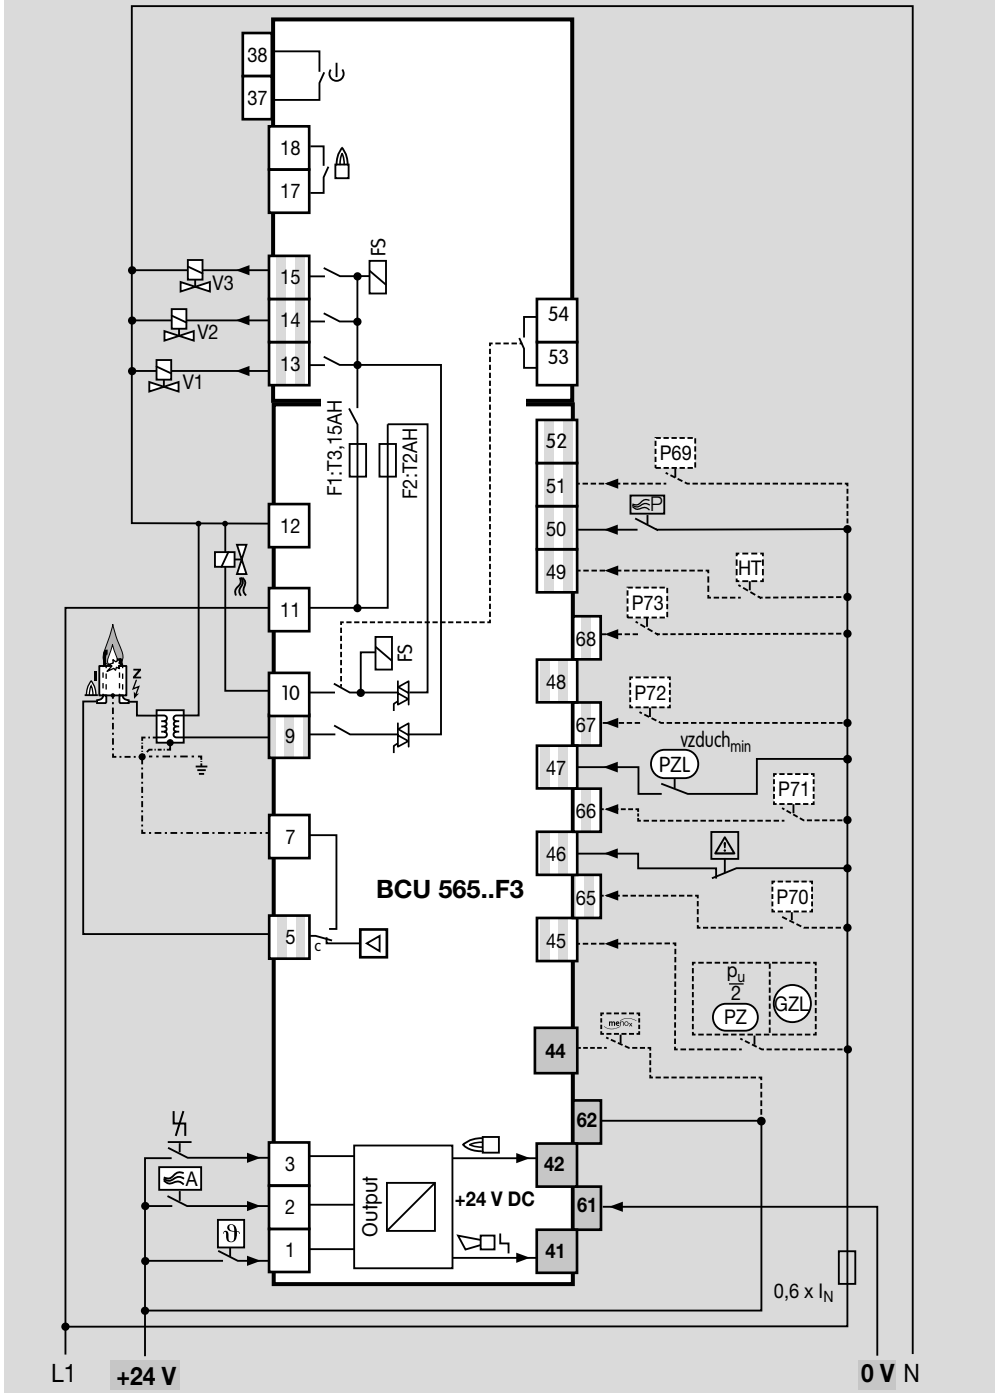 38
37
18
17
FS
15
V3
14
V2
13
V1
54
53
F1:T3,15AH
F2:T2AH
52
P69
51
P
50
12
49
HT
P73
11
68
FS
Z
I
48
10
P72
67
9
vzduchmin
47
PZL
P71
66
7
46
BCU 565..F3
P70
65
5
c
45
pu
2
PZ
GZL
menox
44
62
3
42
A
Output
+24 V DC
2
61
ϑ
1
41
0,6 x IN
L1
+24 V
0 V
N